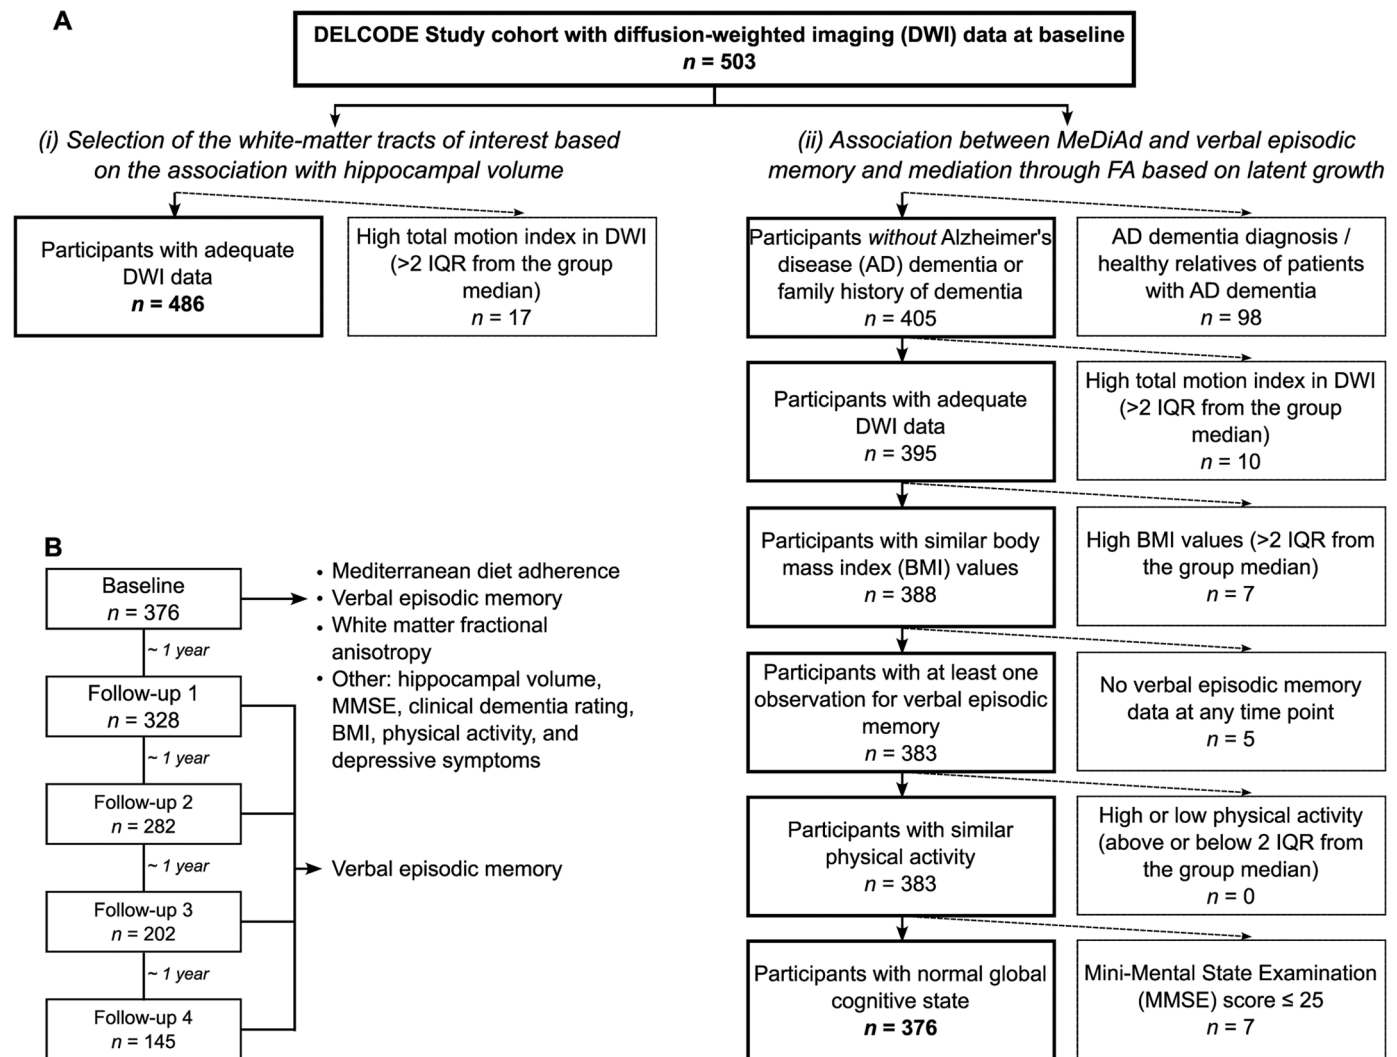 A
DELCODE Study cohort with diffusion-weighted imaging (DWI) data at baseline
n = 503
(i) Selection of the white-matter tracts of interest based
on the association with hippocampal volume
Participants with adequate
DWI data
n = 486
High total motion index in DWI
(>2 IQR from the group
median)
n = 17
(ii) Association between MeDiAd and verbal episodic
memory and mediation through FA based on latent growth
Participants without Alzheimer's
disease (AD) dementia or
family history of dementia
n = 405
AD dementia diagnosis /
healthy relatives of patients
with AD dementia
n = 98
Participants with adequate
DWI data
n = 395
High total motion index in DWI
(>2 IQR from the group
median)
n = 10
Participants with similar body
mass index (BMI) values
n = 388
High BMI values (>2 IQR from
the group median)
n = 7
Participants with at least one
observation for verbal episodic
memory
n = 383
No verbal episodic memory
data at any time point
n = 5
Participants with similar
physical activity
n = 383
High or low physical activity
(above or below 2 IQR from
the group median)
n = 0
Participants with normal global
cognitive state
n = 376
Mini-Mental State Examination
(MMSE) score ≤ 25
n = 7
B
Baseline
n = 376
• Mediterranean diet adherence
• Verbal episodic memory
• White matter fractional
anisotropy
• Other: hippocampal volume,
MMSE, clinical dementia rating,
BMI, physical activity, and
depressive symptoms
~ 1 year
Follow-up 1
n = 328
~ 1 year
Follow-up 2
n = 282
~ 1 year
Verbal episodic memory
Follow-up 3
n = 202
~ 1 year
Follow-up 4
n = 145